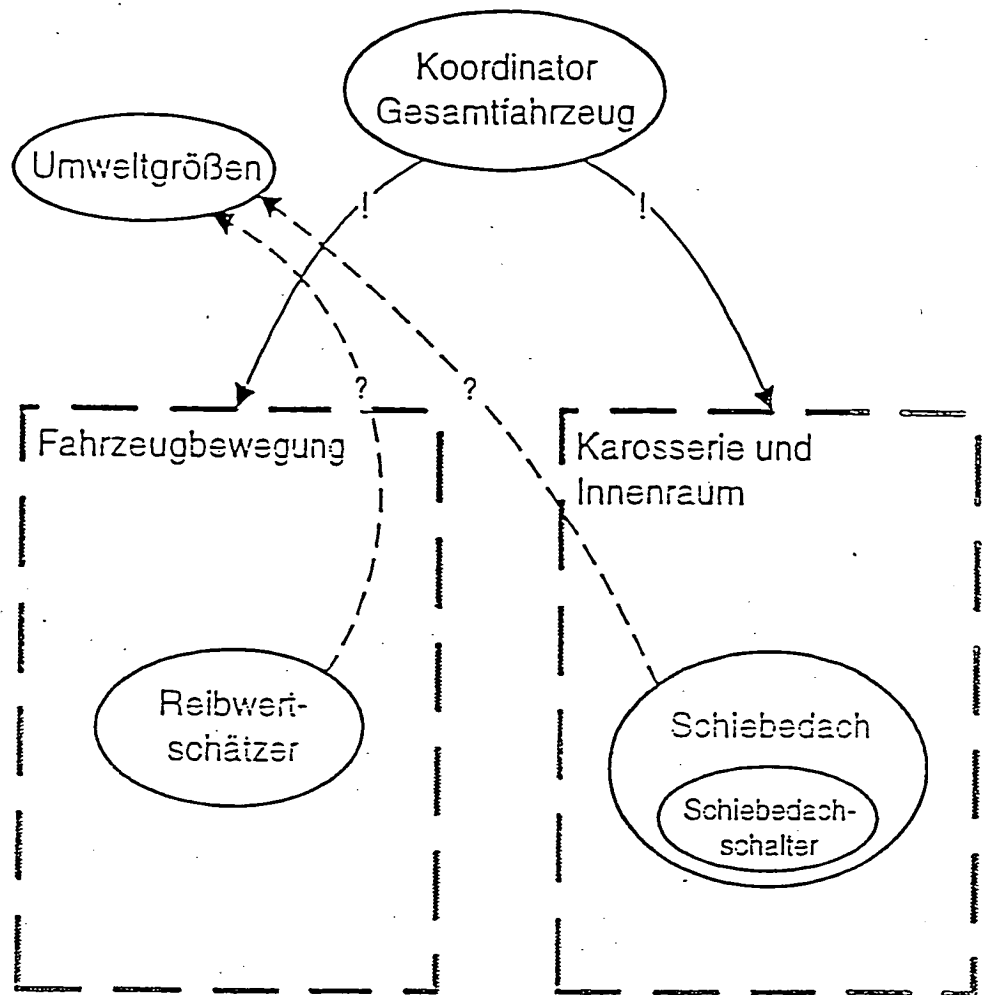 Koordinator
Gesamtfahrzeug
Umweltgrößen
!
!
?
?
Fahrzeugbewegung
Karosserie und
Innenraum
Reibwert-
schätzer
Schiebedach
Schiebedach-
schalter